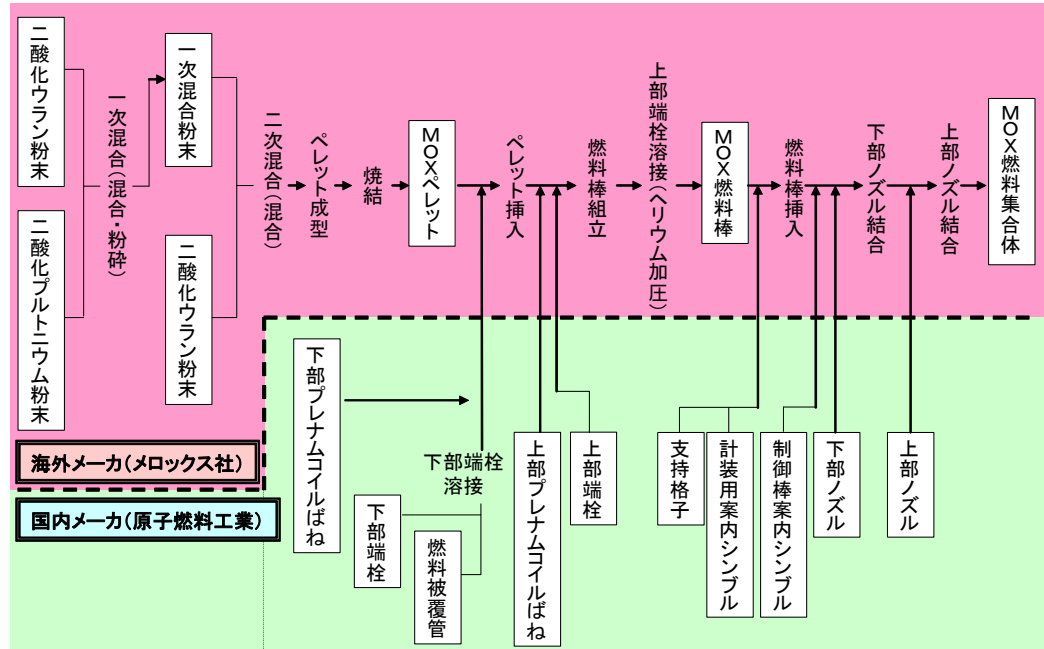 二酸化ウラン粉末
二酸化プルトニウム粉末
一次混合(混合・粉砕)
一次混合粉末
二酸化ウラン粉末
二次混合(混合)
ペレット成型
焼結
MOXペレット
ペレット挿入
燃料棒組立
上部端栓溶接(ヘリウム加圧)
MOX燃料棒
燃料棒挿入
下部ノズル結合
上部ノズル結合
MOX燃料集合体
海外メーカ(メロックス社)
国内メーカ(原子燃料工業)
下部プレナムコイルばね
下部端栓
溶接
下部端栓
燃料被覆管
上部プレナムコイルばね
上部端栓
支持格子
計装用案内シンブル
制御棒案内シンブル
下部ノズル
上部ノズル